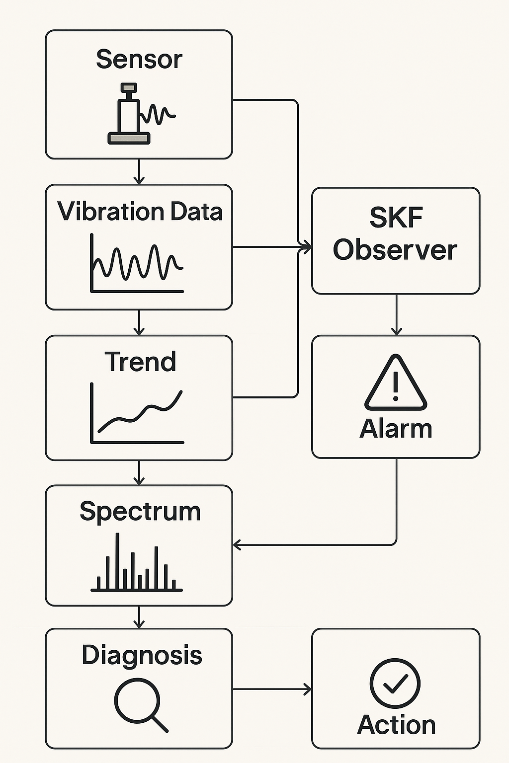 Sensor
Vibration Data
SKF
Observer
Trend
Alarm
Spectrum
Diagnosis
Action